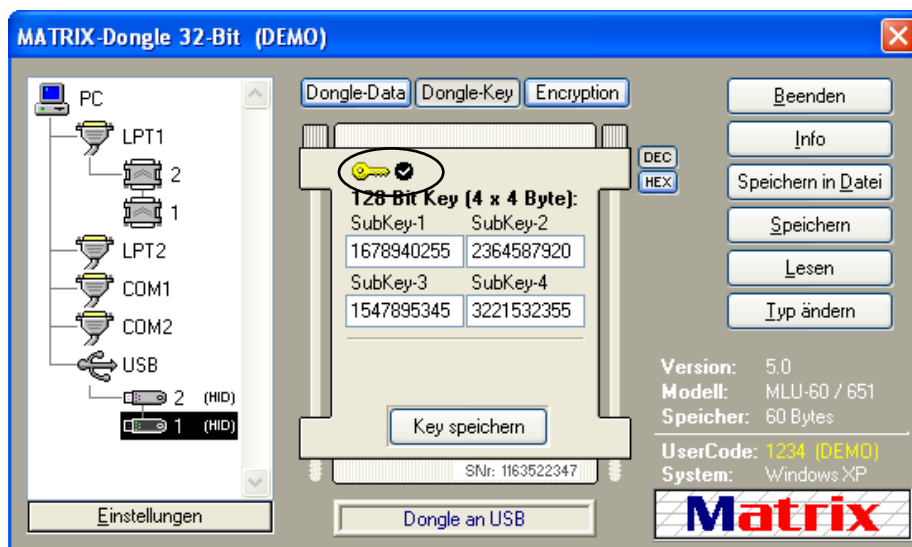 MATRIX-Dongle 32-Bit (DEMO)
PC
LPT1
2
1
LPT2
COM1
COM2
USB
2 (HID)
1 (HID)
Einstellungen
Dongle-Data Dongle-Key Encryption
DEC
HEX
128 Bit Key (4 x 4 Byte):
SubKey-1 SubKey-2
1678940255 2364587920
SubKey-3 SubKey-4
1547895345 3221532355
Key speichern
SNr: 1163522347
Dongle an USB
Beenden
Info
Speichern in Datei
Speichern
Lesen
Typ ändern
Version: 5.0
Modell: MLU-60 / 651
Speicher: 60 Bytes
UserCode: 1234 (DEMO)
System: Windows XP
Matrix